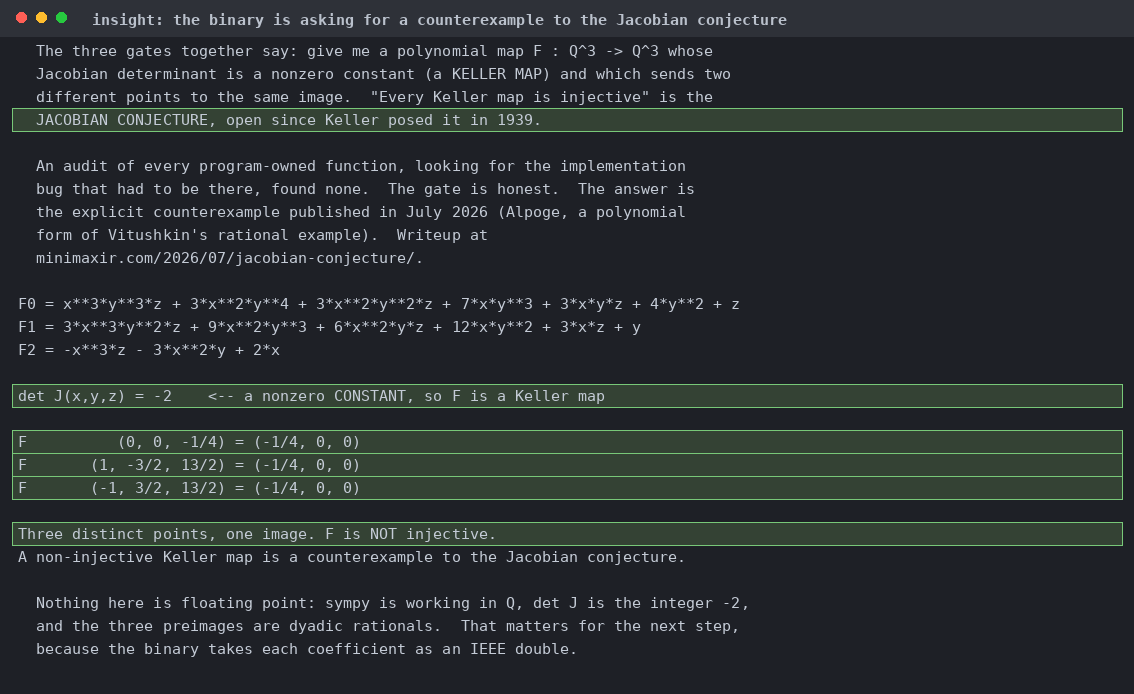 insight: the binary is asking for a counterexample to the Jacobian conjecture
The three gates together say: give me a polynomial map F : Q^3 -> Q^3 whose
Jacobian determinant is a nonzero constant (a KELLER MAP) and which sends two
different points to the same image.  "Every Keller map is injective" is the
JACOBIAN CONJECTURE, open since Keller posed it in 1939.
An audit of every program-owned function, looking for the implementation
bug that had to be there, found none.  The gate is honest.  The answer is
the explicit counterexample published in July 2026 (Alpoge, a polynomial
form of Vitushkin's rational example).  Writeup at
minimaxir.com/2026/07/jacobian-conjecture/.
F0 = x**3*y**3*z + 3*x**2*y**4 + 3*x**2*y**2*z + 7*x*y**3 + 3*x*y*z + 4*y**2 + z
F1 = 3*x**3*y**2*z + 9*x**2*y**3 + 6*x**2*y*z + 12*x*y**2 + 3*x*z + y
F2 = -x**3*z - 3*x**2*y + 2*x
det J(x,y,z) = -2    <-- a nonzero CONSTANT, so F is a Keller map
F          (0, 0, -1/4) = (-1/4, 0, 0)
F       (1, -3/2, 13/2) = (-1/4, 0, 0)
F       (-1, 3/2, 13/2) = (-1/4, 0, 0)
Three distinct points, one image. F is NOT injective.
A non-injective Keller map is a counterexample to the Jacobian conjecture.
Nothing here is floating point: sympy is working in Q, det J is the integer -2,
and the three preimages are dyadic rationals.  That matters for the next step,
because the binary takes each coefficient as an IEEE double.